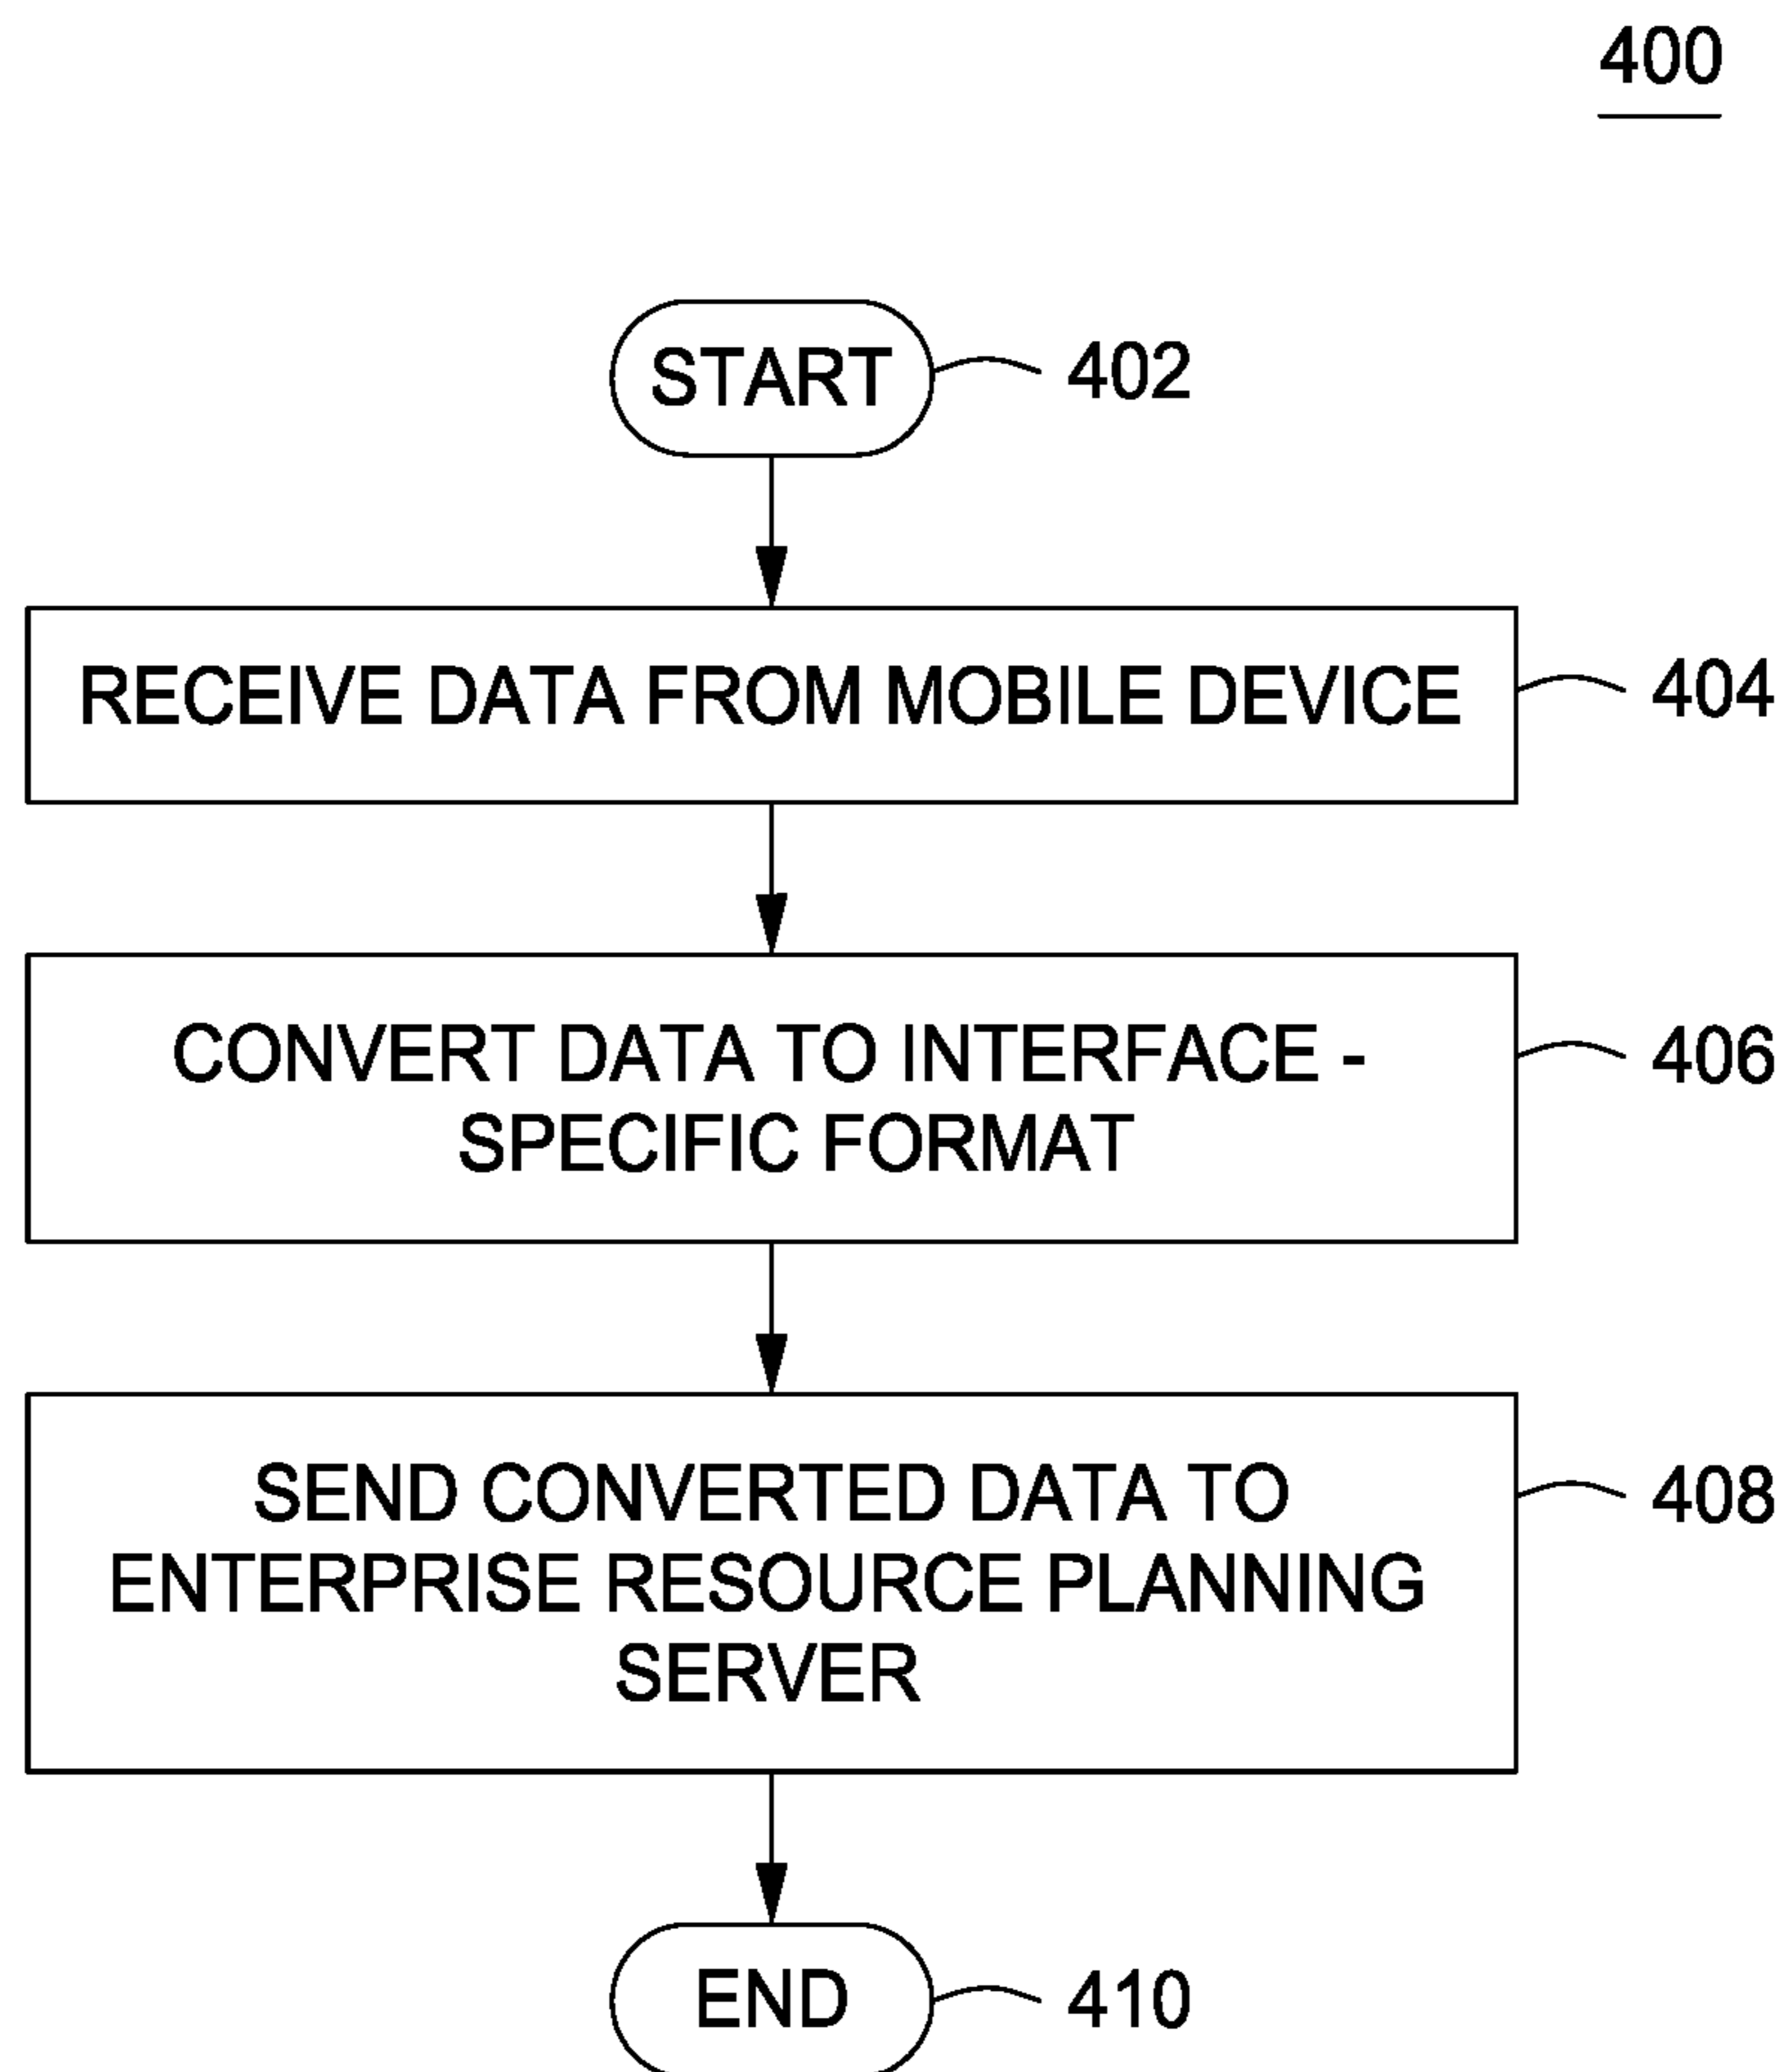 400
START
402
RECEIVE DATA FROM MOBILE DEVICE
404
CONVERT DATA TO INTERFACE -
SPECIFIC FORMAT
406
SEND CONVERTED DATA TO
ENTERPRISE RESOURCE PLANNING
SERVER
408
END
410